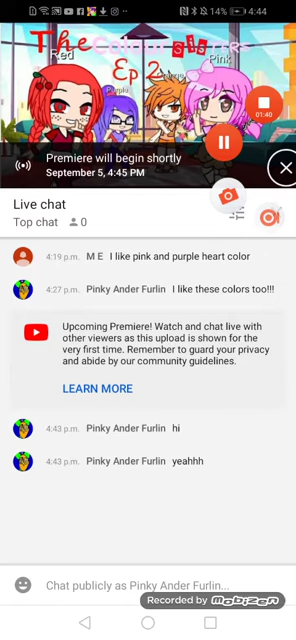 14% 4:44
The Colour SISTERS
Red
Pink
Ep 2
Orange
Purple
01:40
Premiere will begin shortly
September 5, 4:45 PM
Live chat
Top chat 0
4:19 p.m. M E I like pink and purple heart color
4:27 p.m. Pinky Ander Furlin I like these colors too!!!
Upcoming Premiere! Watch and chat live with
other viewers as this upload is shown for the
very first time. Remember to guard your privacy
and abide by our community guidelines.
LEARN MORE
4:43 p.m. Pinky Ander Furlin hi
4:43 p.m. Pinky Ander Furlin yeahhh
Chat publicly as Pinky Ander Furlin...
Recorded by Mobizen